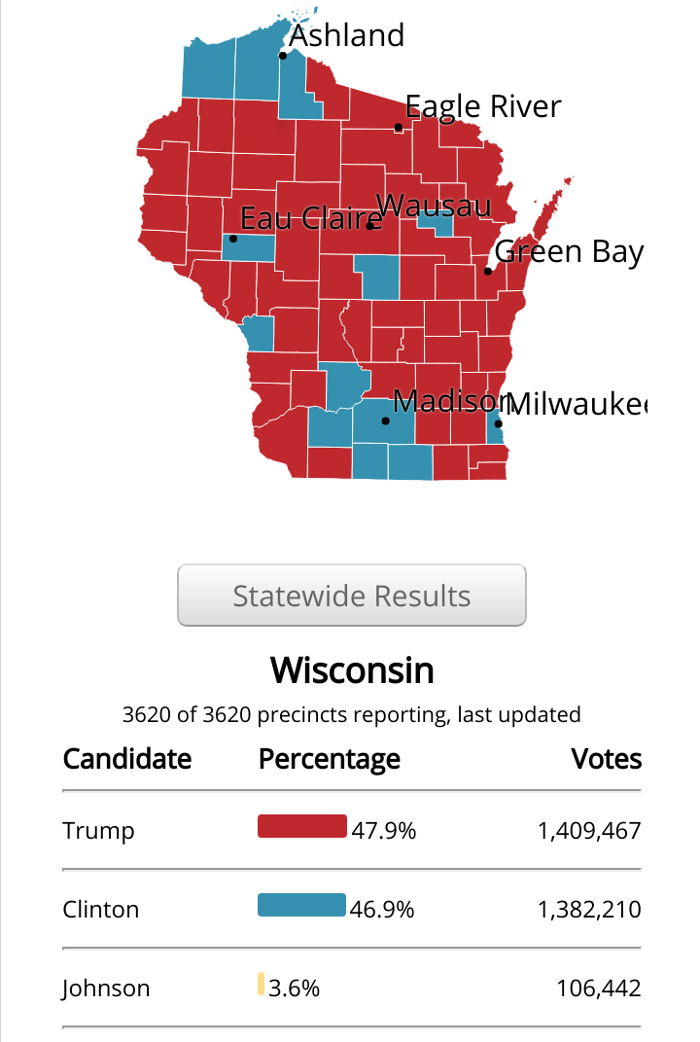 Ashland
Eagle River
Wausau
Eau Claire
Green Bay
Madison
Milwaukee
Statewide Results
Wisconsin
3620 of 3620 precincts reporting, last updated
Candidate Percentage Votes
Trump 47.9% 1,409,467
Clinton 46.9% 1,382,210
Johnson 3.6% 106,442